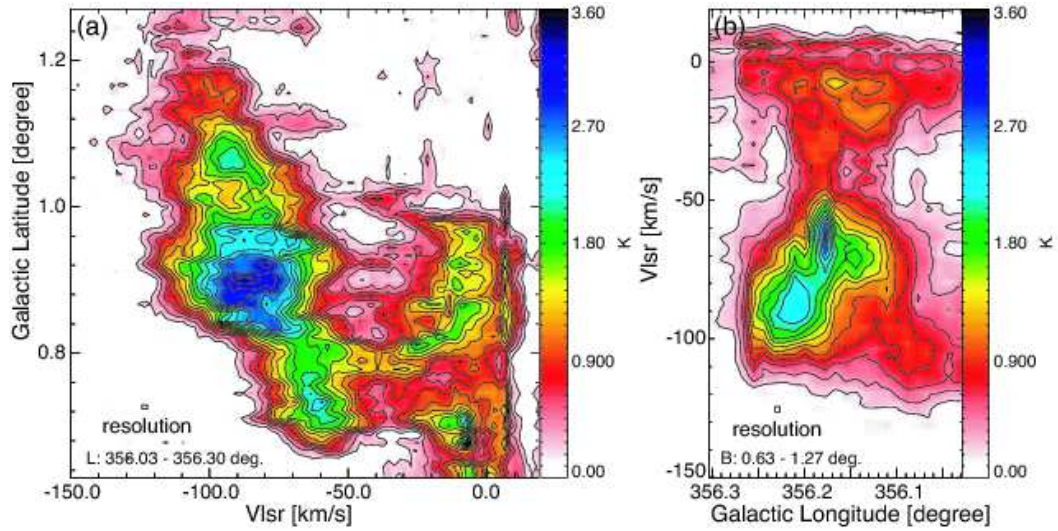 (a)
Galactic Latitude [degree]
1.2
1.0
0.8
resolution
L: 356.03 - 356.30 deg.
-150.0 -100.0 -50.0 0.0
Vlsr [km/s]
3.60
2.70
1.80
0.900
0.00
K
(b)
Vlsr [km/s]
0
-50
-100
-150
resolution
B: 0.63 - 1.27 deg.
356.3 356.2 356.1
Galactic Longitude [degree]
3.60
2.70
1.80
0.900
0.00
K